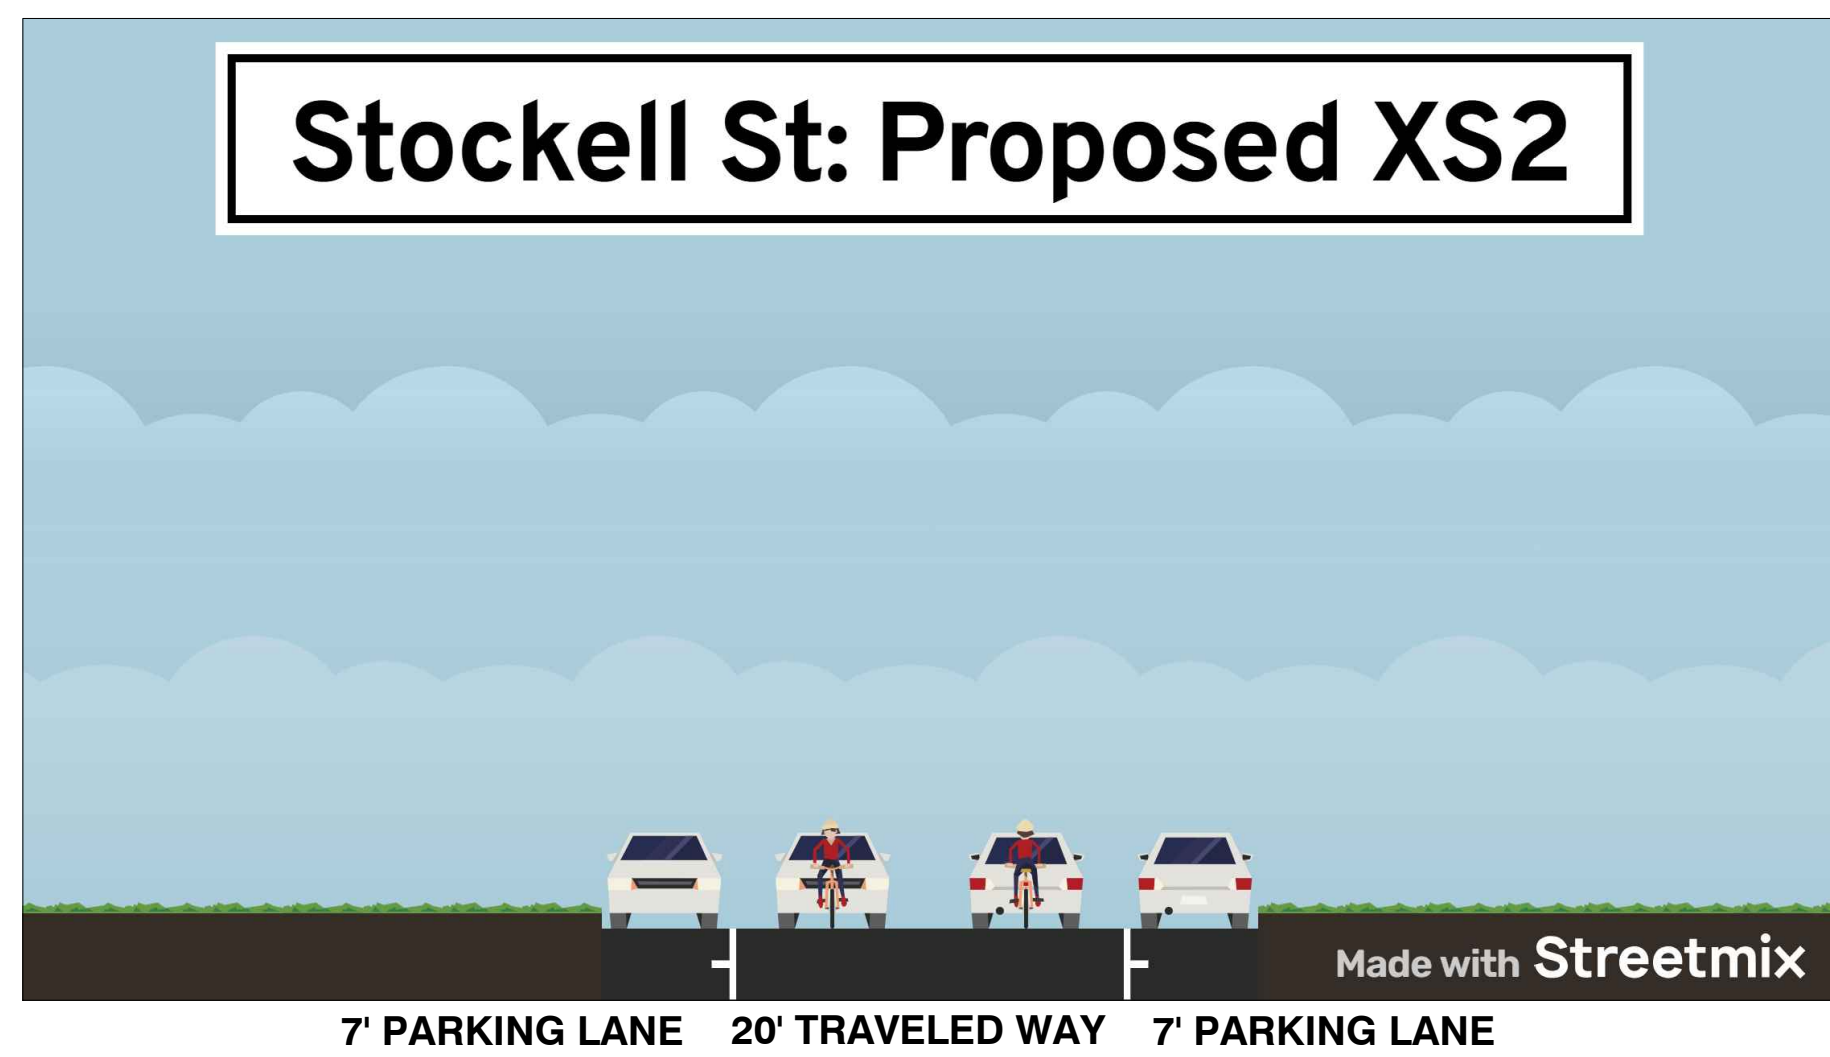 Stockell St: Proposed XS2
Made with Streetmix
7' PARKING LANE 20' TRAVELED WAY 7' PARKING LANE